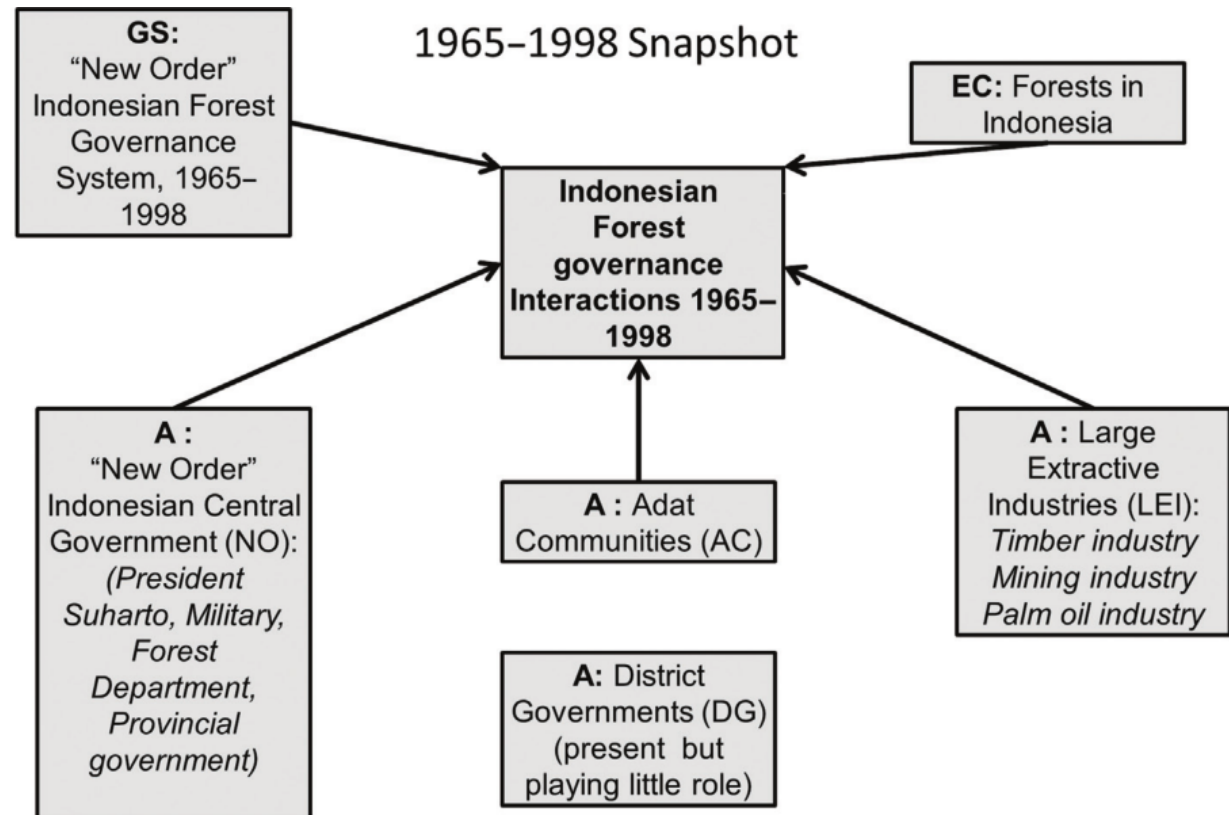 1965–1998 Snapshot
GS:
“New Order”
Indonesian Forest
Governance
System, 1965–
1998
EC: Forests in
Indonesia
Indonesian
Forest
governance
Interactions 1965–
1998
A :
“New Order”
Indonesian Central
Government (NO):
(President
Suharto, Military,
Forest
Department,
Provincial
government)
A : Adat
Communities (AC)
A : Large
Extractive
Industries (LEI):
Timber industry
Mining industry
Palm oil industry
A: District
Governments (DG)
(present but
playing little role)